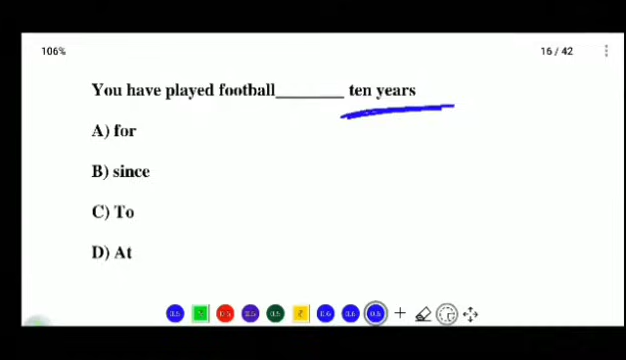 106%
16 / 42
You have played football________ ten years
A) for
B) since
C) To
D) At